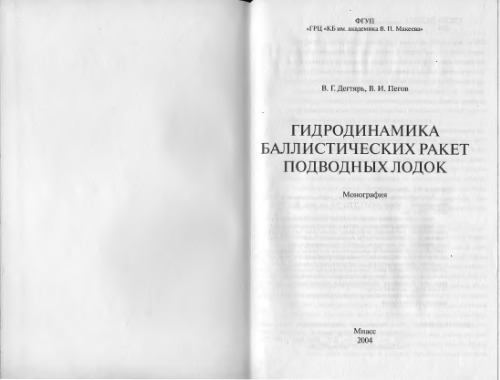 ФГУП
«ГРЦ «КБ им. академика В. П. Макеева»
В. Г. Дегтярь, В. И. Пегов
ГИДРОДИНАМИКА
БАЛЛИСТИЧЕСКИХ РАКЕТ
ПОДВОДНЫХ ЛОДОК
Монография
Миасс
2004